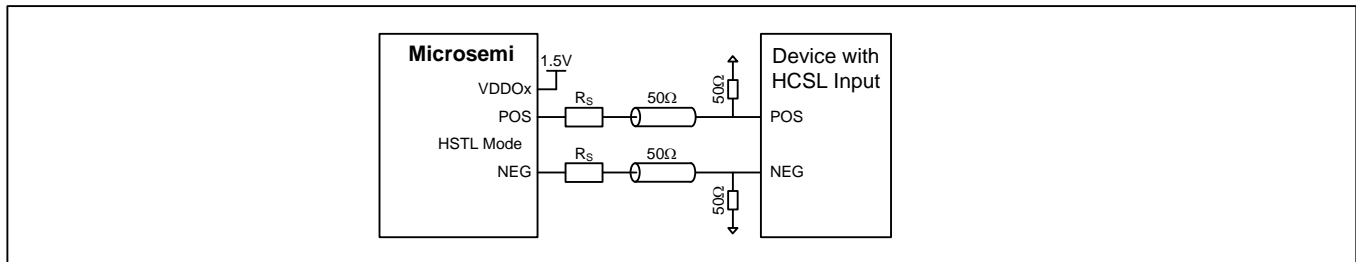 Microsemi
1.5V
VDDOx
POS
HSTL Mode
NEG
RS
50Ω
RS
50Ω
50Ω
50Ω
Device with
HCSL Input
POS
NEG